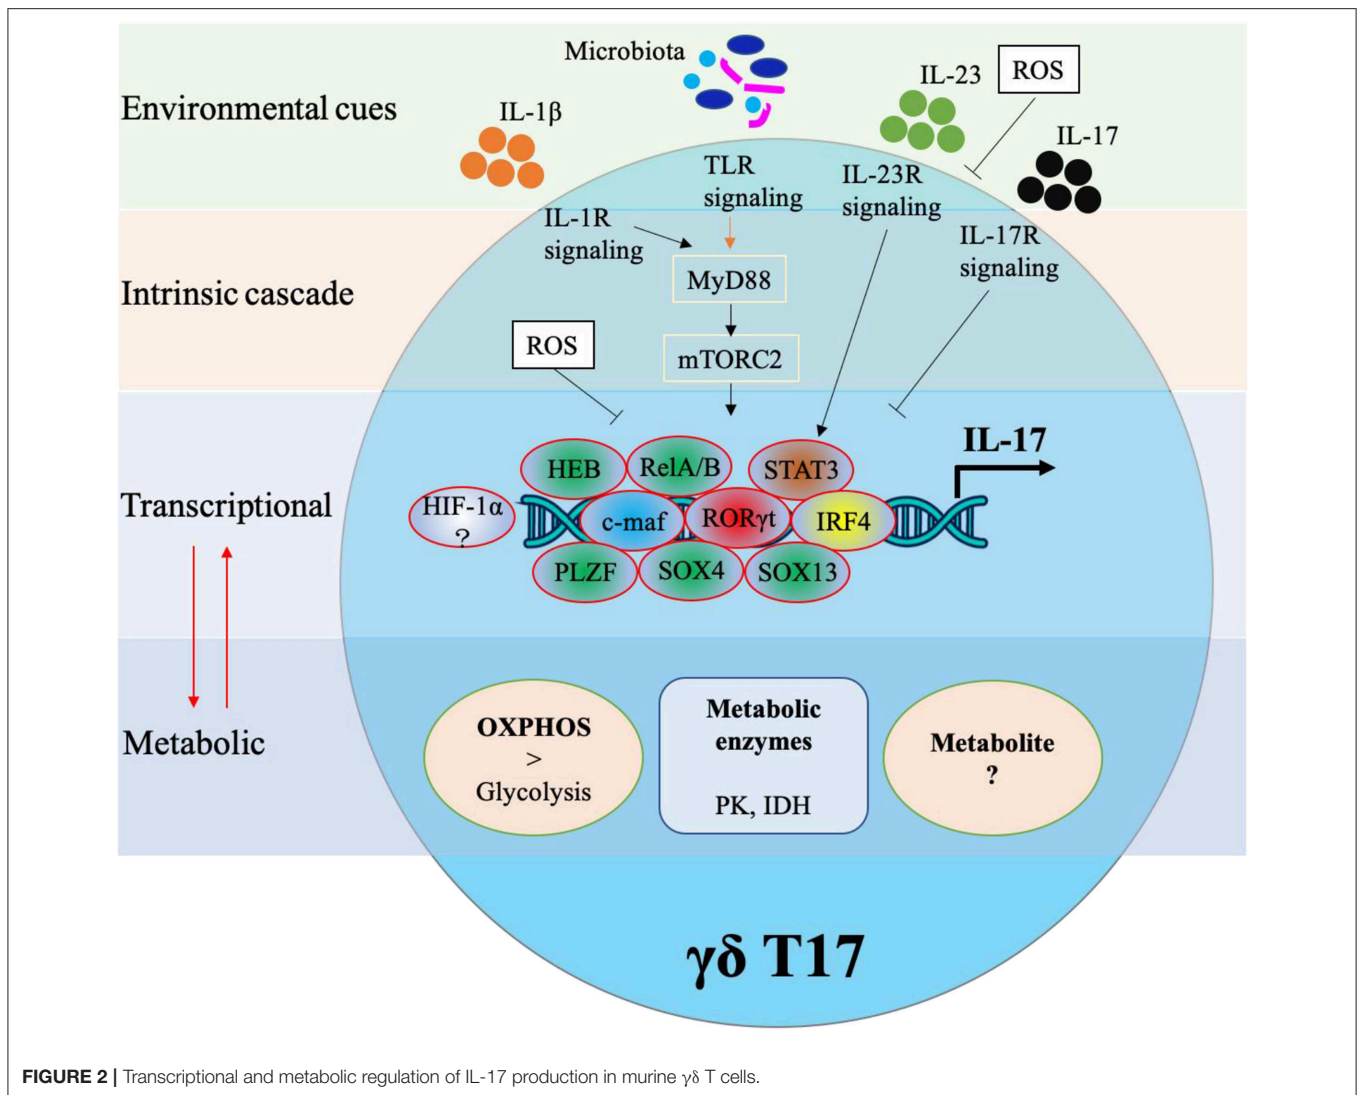 Environmental cues
Microbiota
IL-1β
IL-23
ROS
IL-17
TLR
signaling
IL-23R
signaling
IL-1R
signaling
IL-17R
signaling
Intrinsic cascade
MyD88
ROS
mTORC2
Transcriptional
IL-17
HEB
RelA/B
STAT3
HIF-1α
?
c-maf
RORγt
IRF4
PLZF
SOX4
SOX13
Metabolic
OXPHOS
>
Glycolysis
Metabolic
enzymes
PK, IDH
Metabolite
?
γδ T17
FIGURE 2 | Transcriptional and metabolic regulation of IL-17 production in murine γδ T cells.